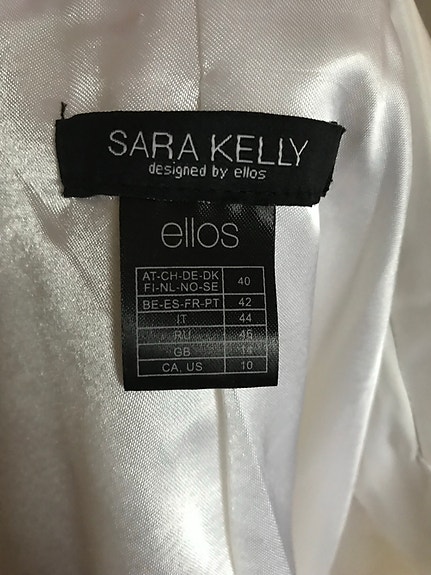 SARA KELLY
designed by ellos
ellos
AT-CH-DE-DK
FI-NL-NO-SE 40
BE-ES-FR-PT 42
IT 44
RU 46
GB 14
CA, US 10